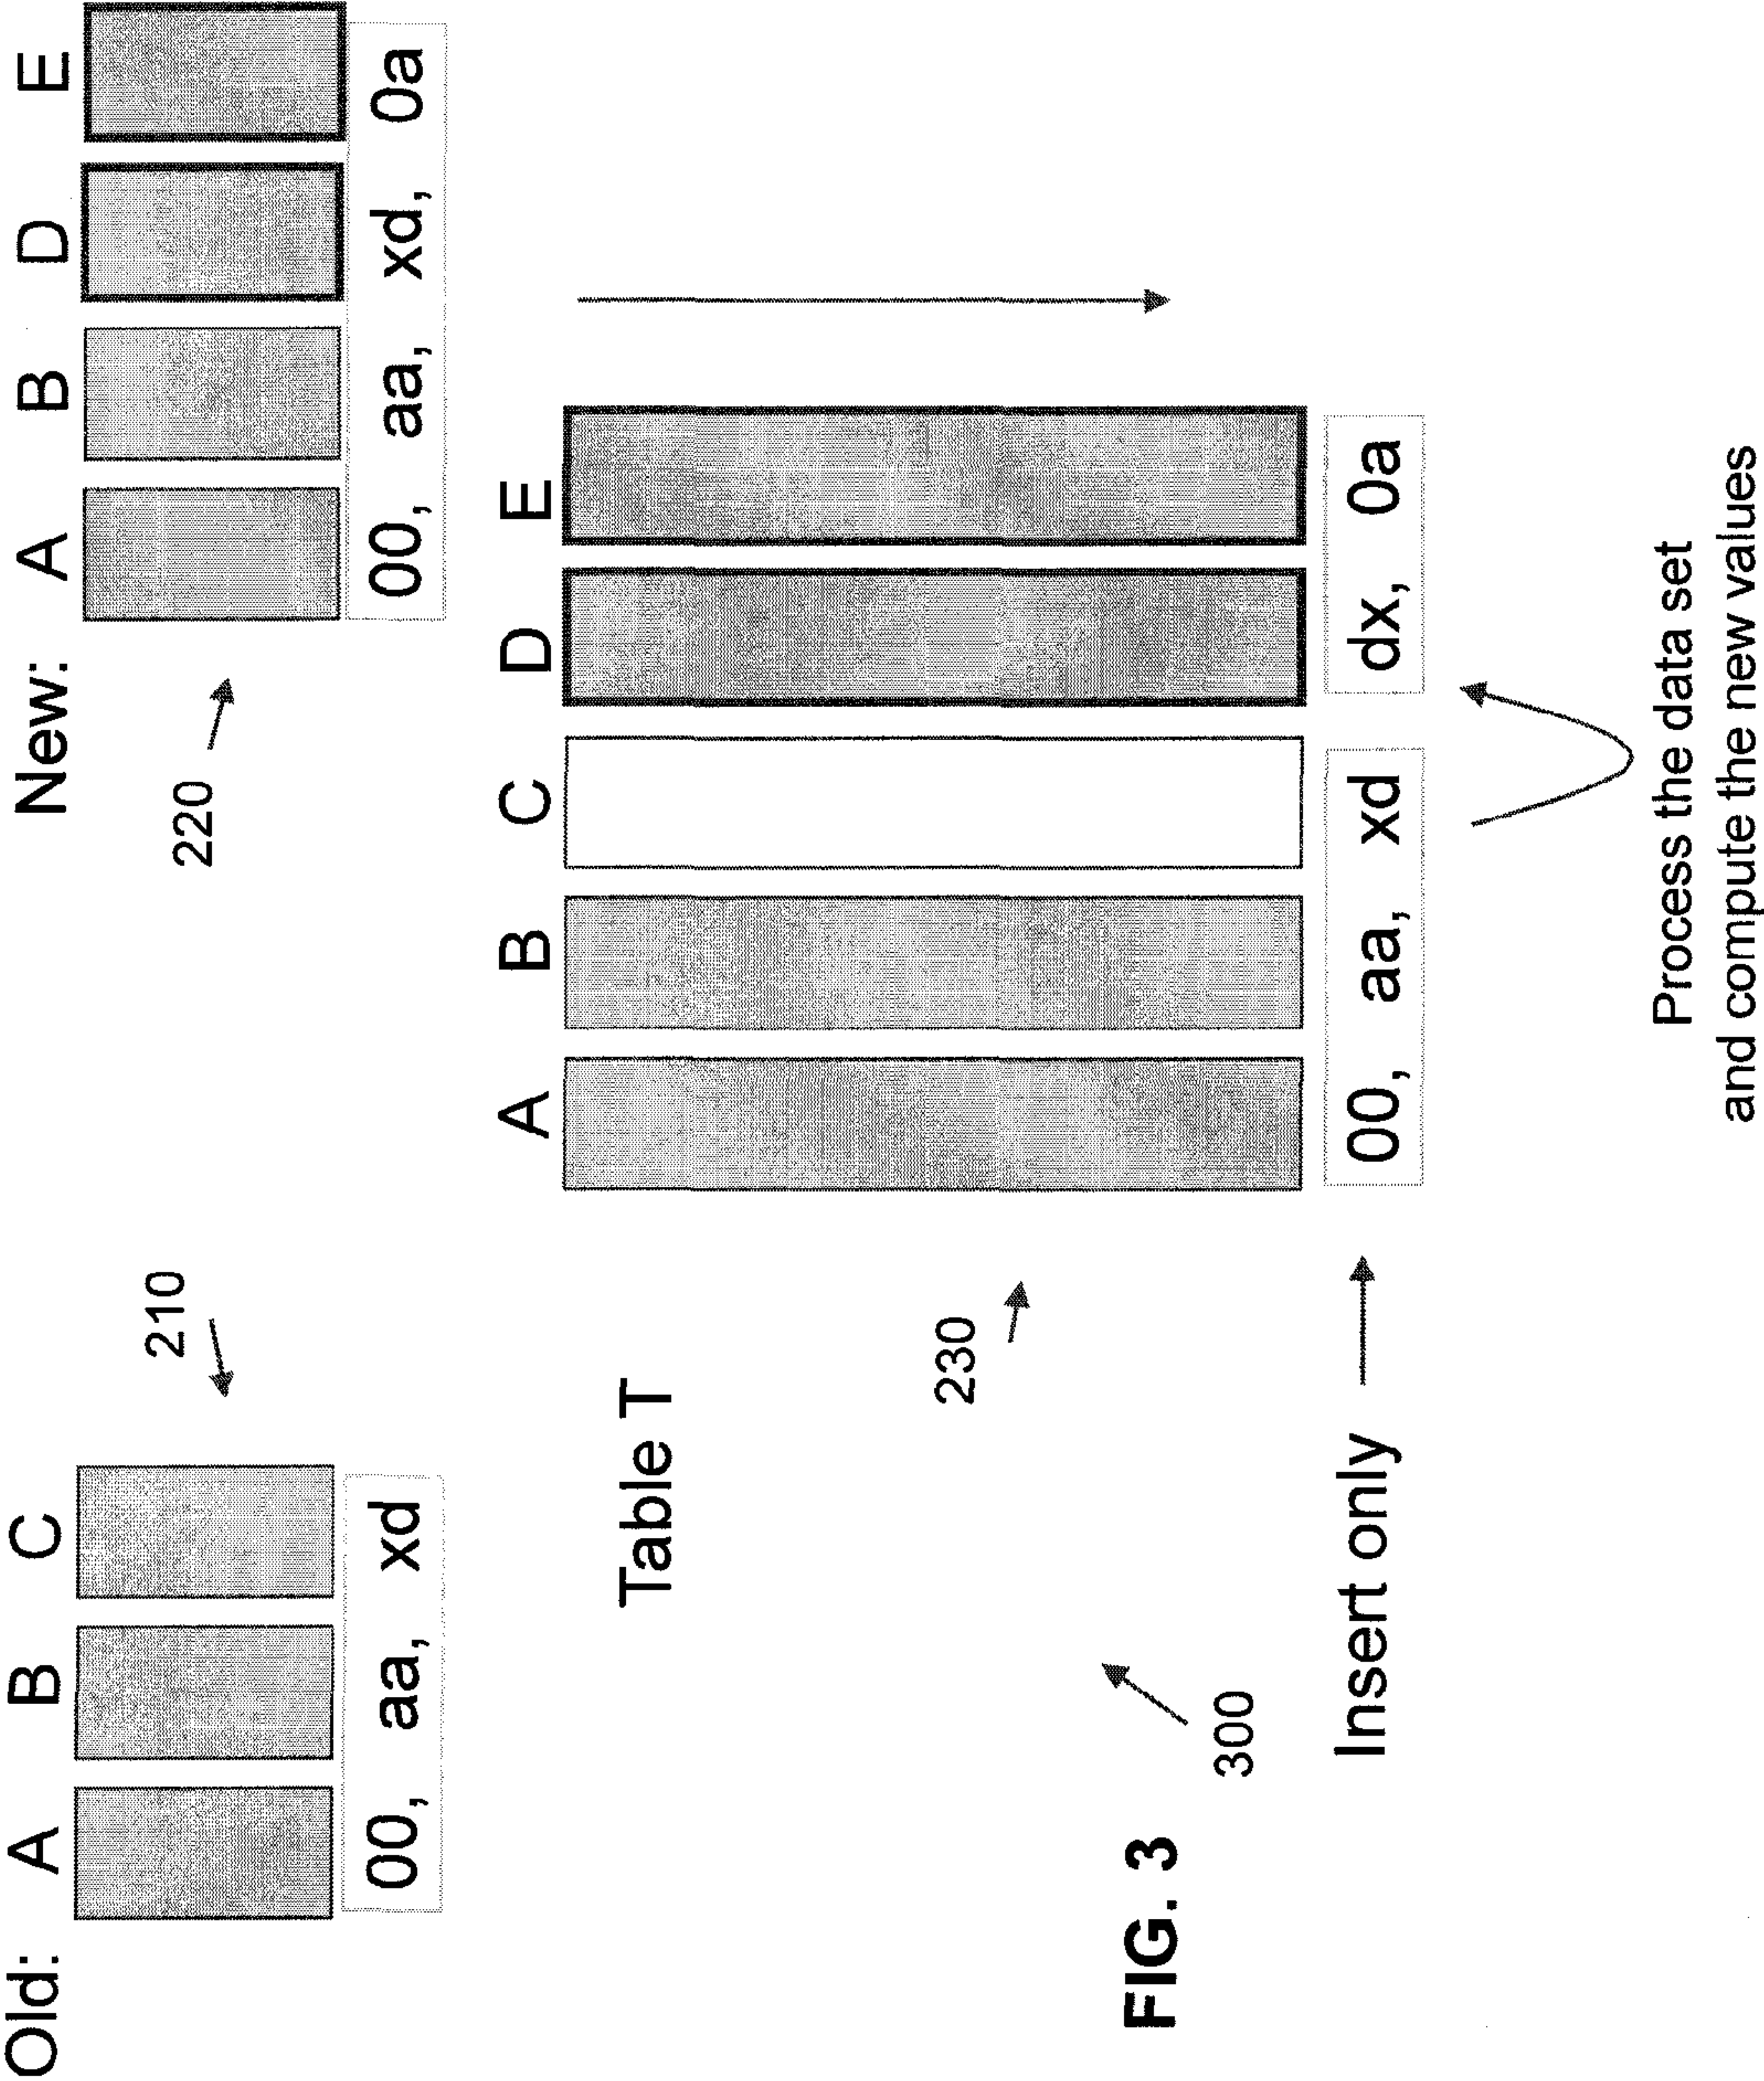 Old:
A B C
00, aa, xd
210
New:
A B D E
00, aa, xd, 0a
220
Table T
A B C D E
230
300
Insert only
00, aa, xd
dx, 0a
Process the data set
and compute the new values
FIG. 3